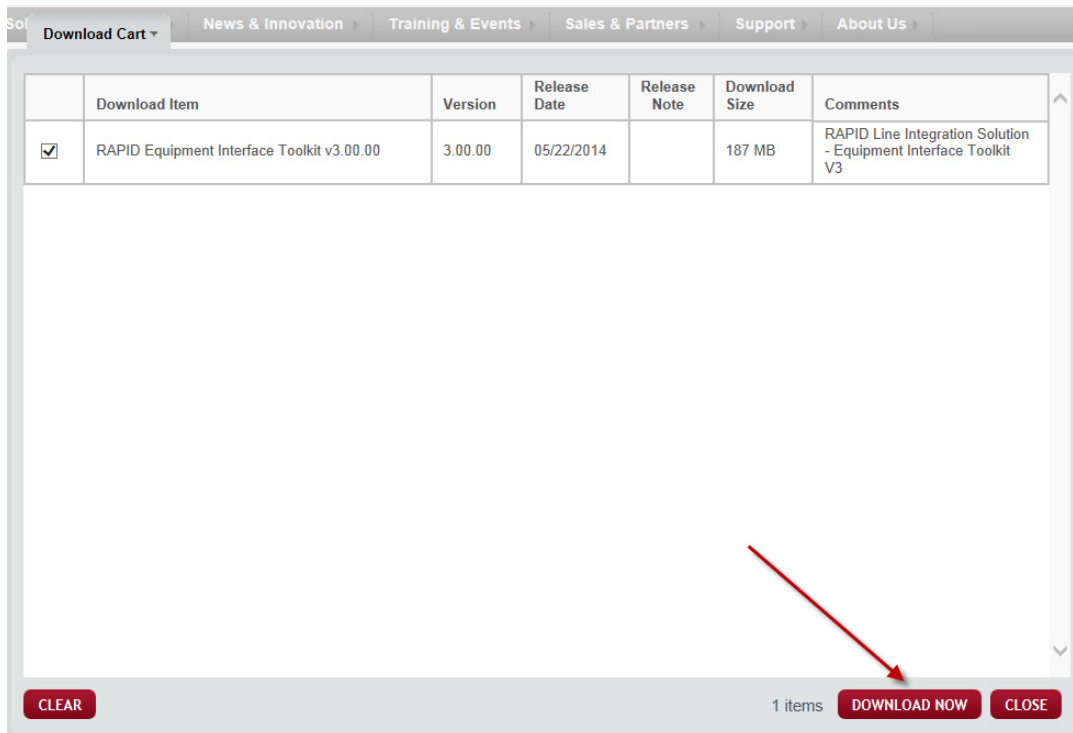 Sol
News & Innovation Training & Events Sales & Partners Support About Us
Download Cart
Download Item Version Release Date Release Note Download Size Comments
RAPID Equipment Interface Toolkit v3.00.00 3.00.00 05/22/2014 187 MB RAPID Line Integration Solution
- Equipment Interface Toolkit
V3
CLEAR 1 items DOWNLOAD NOW CLOSE